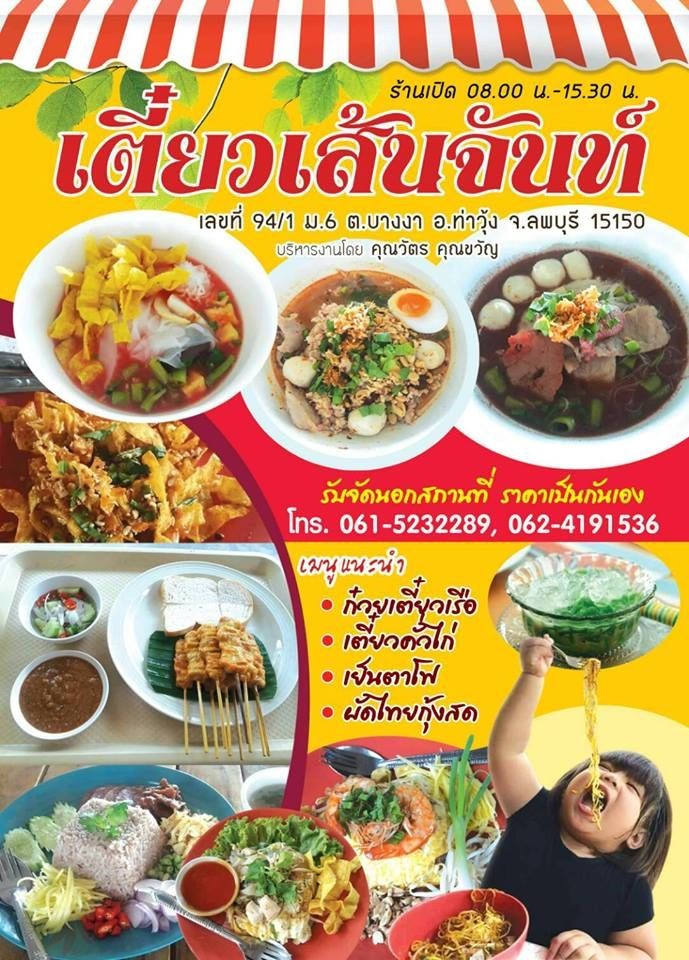 ร้านเปิด 08.00 น.-15.30 น.
เตี๋ยวเส้นจันท์
เลขที่ 94/1 ม.6 ต.บางงา อ.ท่าวุ้ง จ.ลพบุรี 15150
บริหารงานโดย คุณวัตร คุณขวัญ
รับจัดนอกสถานที่ ราคาเป็นกันเอง
โทร. 061-5232289, 062-4191536
เมนูแนะนำ
• ก๋วยเตี๋ยวเรือ
• เตี๋ยวคั่วไก่
• เย็นตาโฟ
• ผัดไทยกุ้งสด